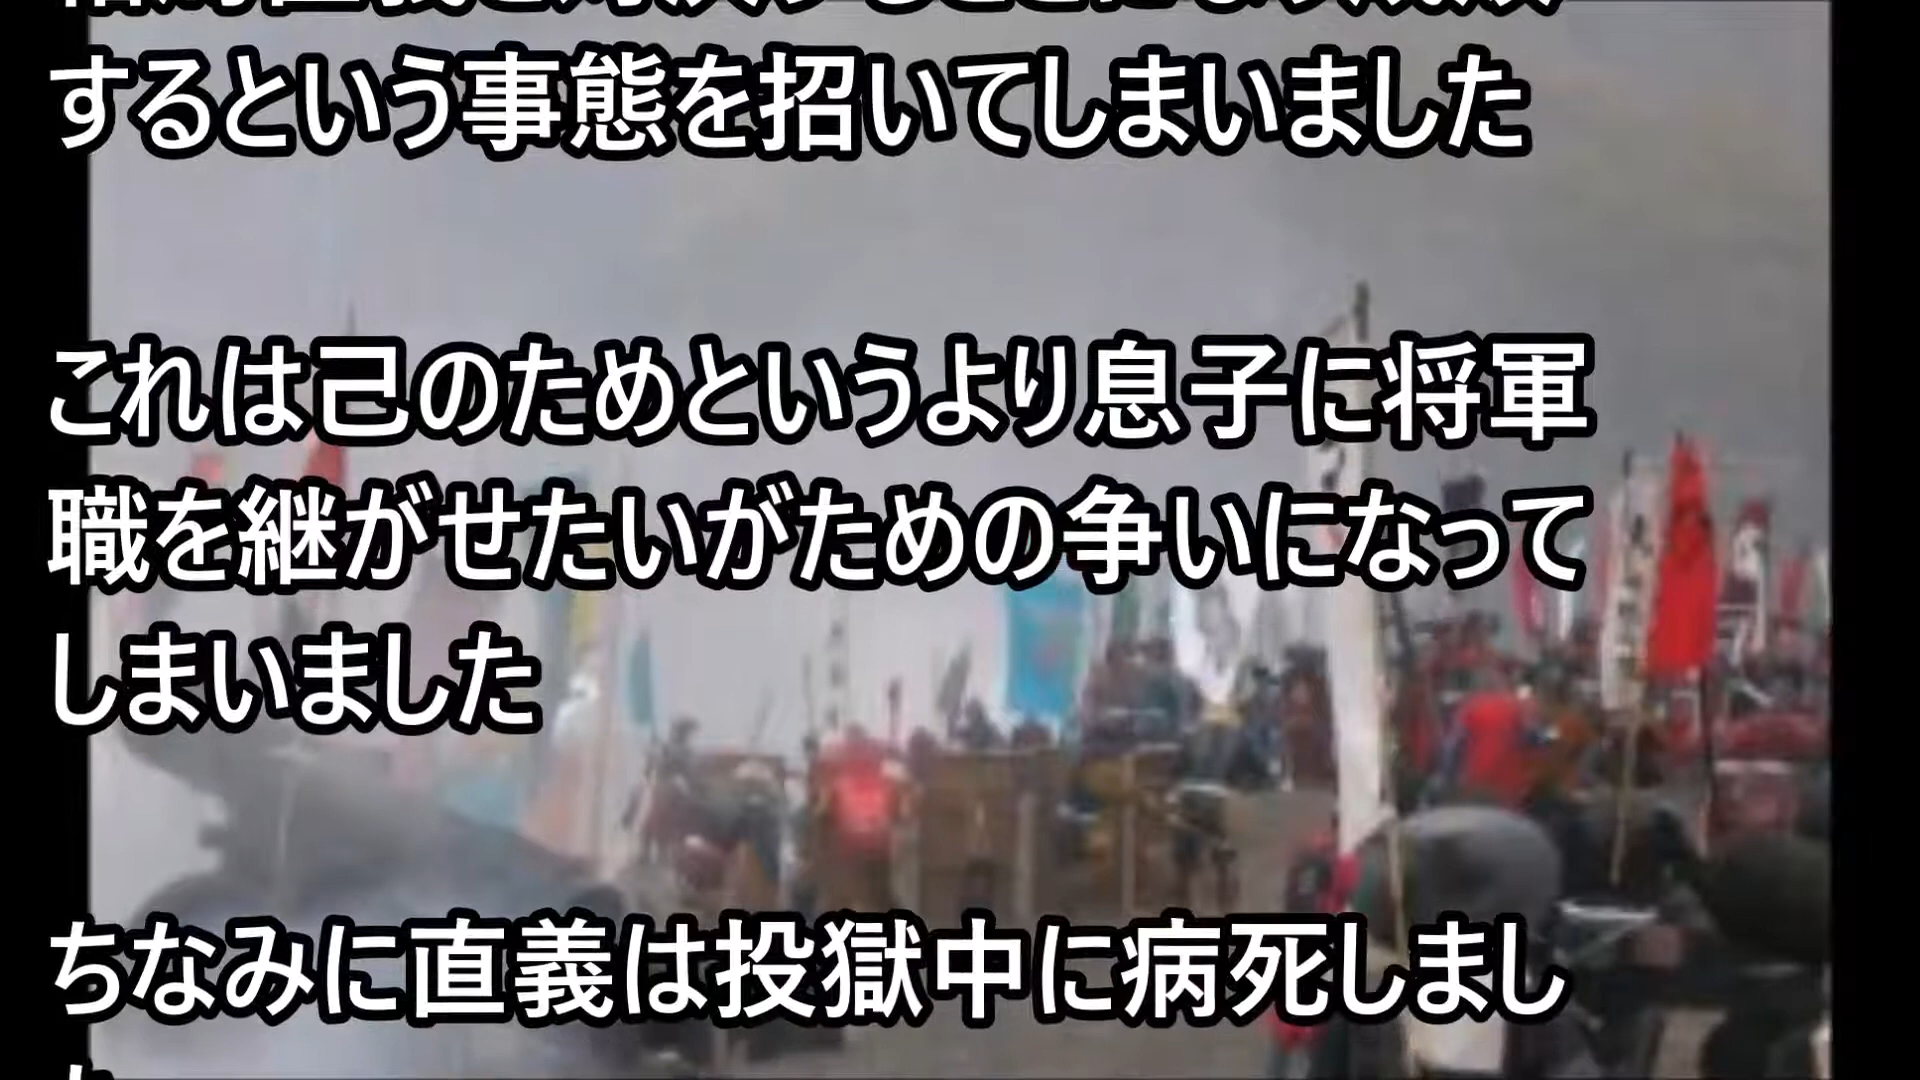 するという事態を招いてしまいました
これは己のためというより息子に将軍
職を継がせたいがための争いになって
しまいました
ちなみに直義は投獄中に病死しまし